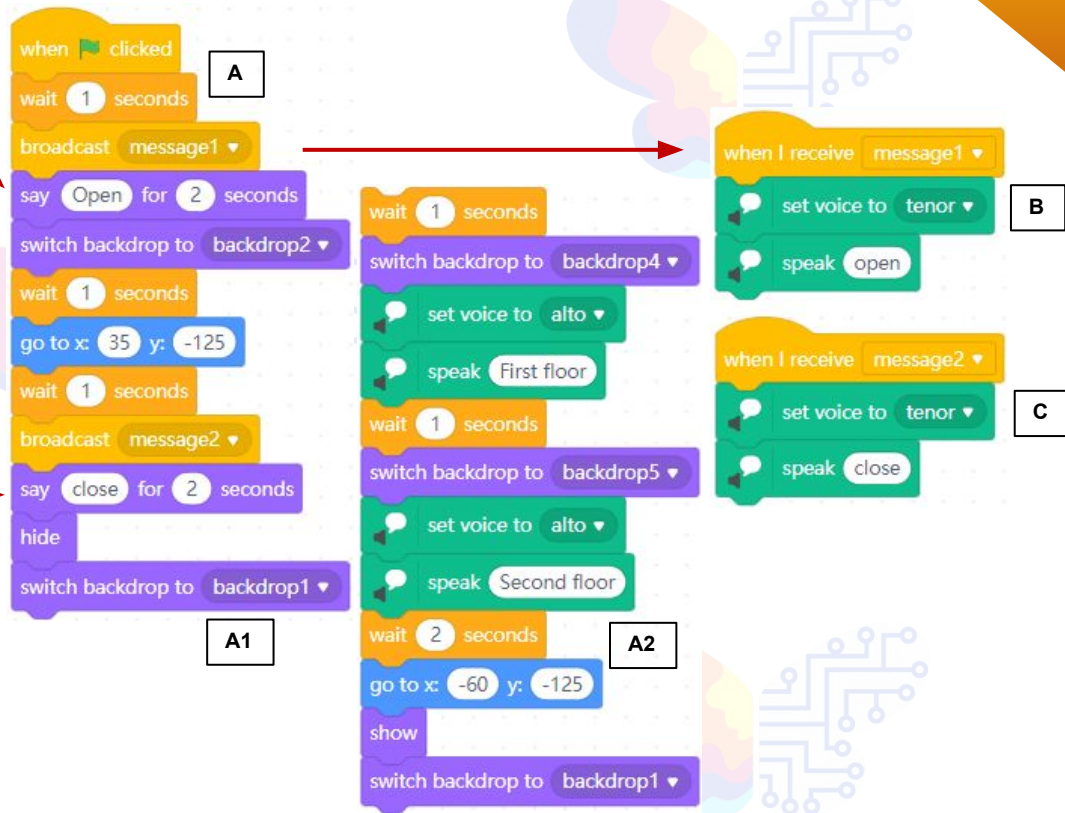 when clicked
A
wait 1 seconds
broadcast message1
say Open for 2 seconds
switch backdrop to backdrop2
wait 1 seconds
go to x: 35 y: -125
wait 1 seconds
broadcast message2
say close for 2 seconds
hide
switch backdrop to backdrop1
A1
wait 1 seconds
switch backdrop to backdrop4
set voice to alto
speak First floor
wait 1 seconds
switch backdrop to backdrop5
set voice to alto
speak Second floor
wait 2 seconds
A2
go to x: -60 y: -125
show
switch backdrop to backdrop1
when I receive message1
set voice to tenor
B
speak open
when I receive message2
set voice to tenor
C
speak close